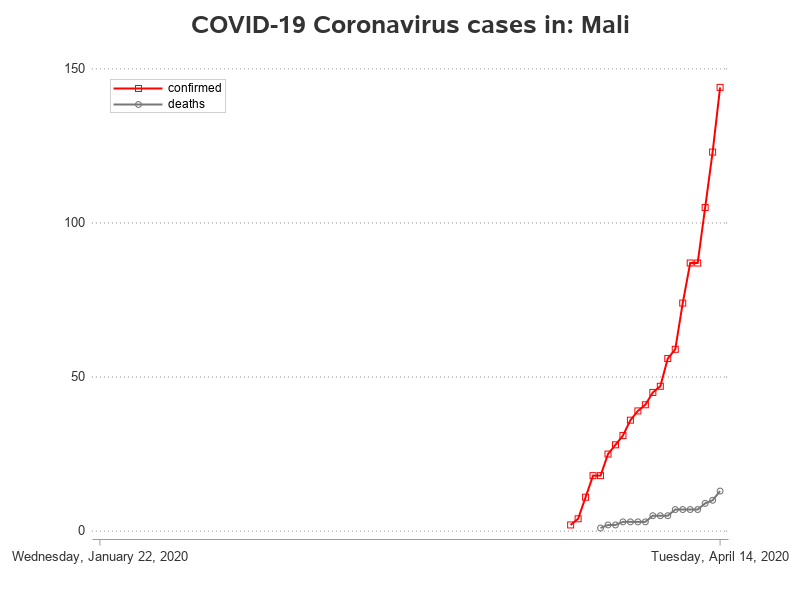 COVID-19 Coronavirus cases in: Mali
150
confirmed
deaths
100
50
0
Wednesday, January 22, 2020
Tuesday, April 14, 2020